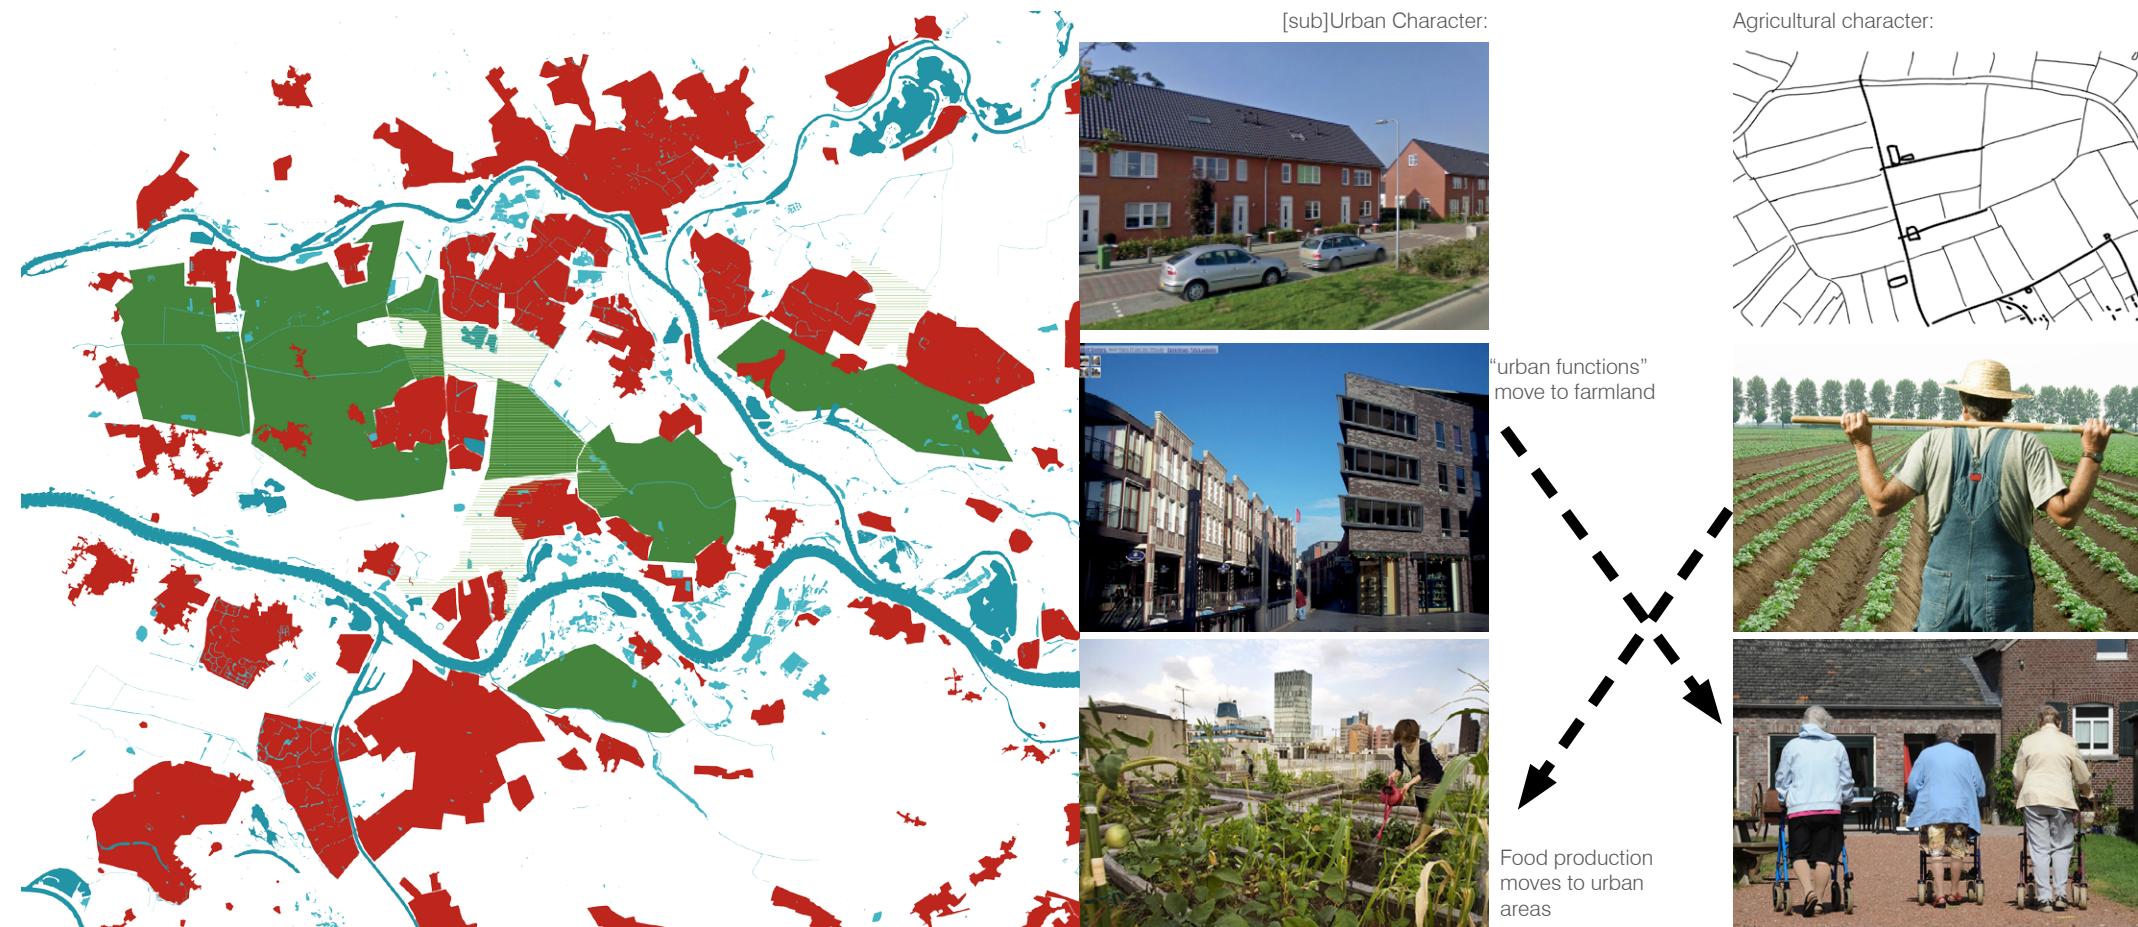 [sub]Urban Character:
Agricultural character:
“urban functions”
move to farmland
Food production
moves to urban
areas